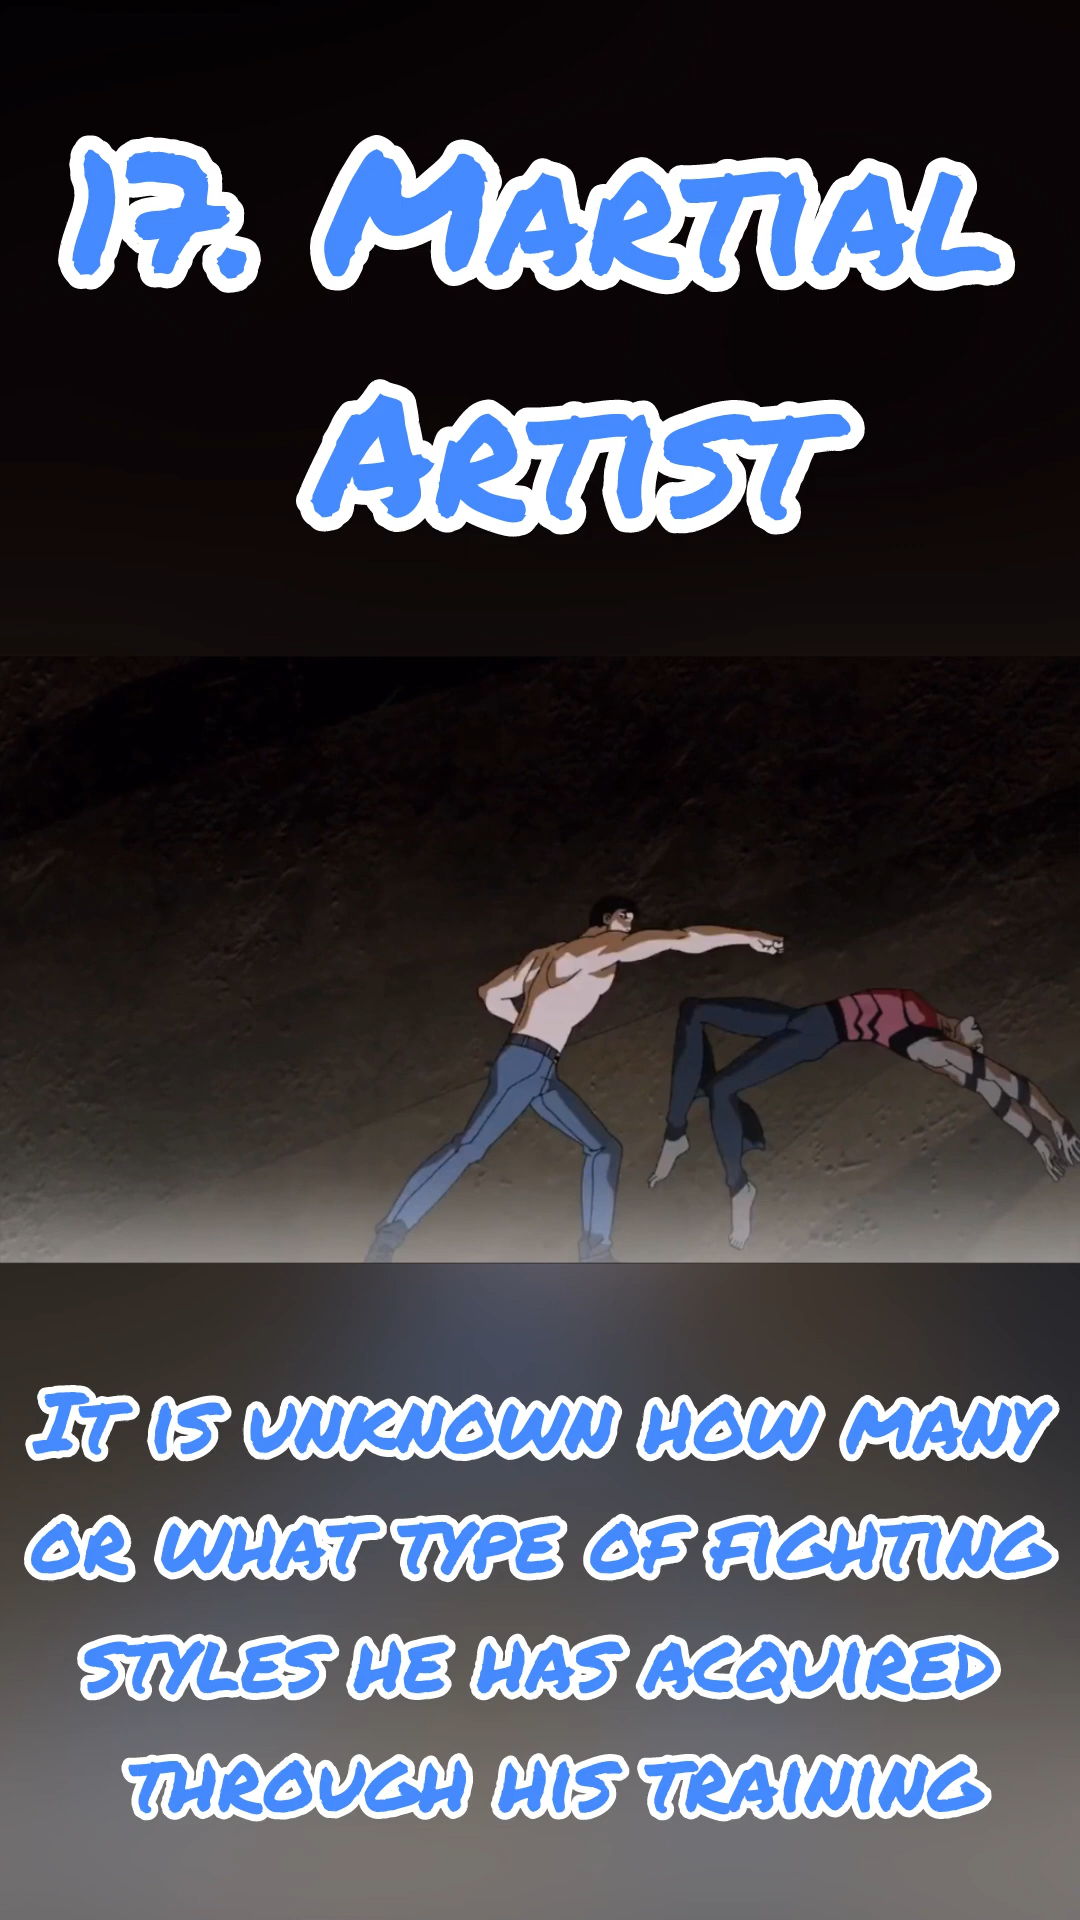 17. Martial
Artist
It is unknown how many
or what type of fighting
styles he has acquired
through his training